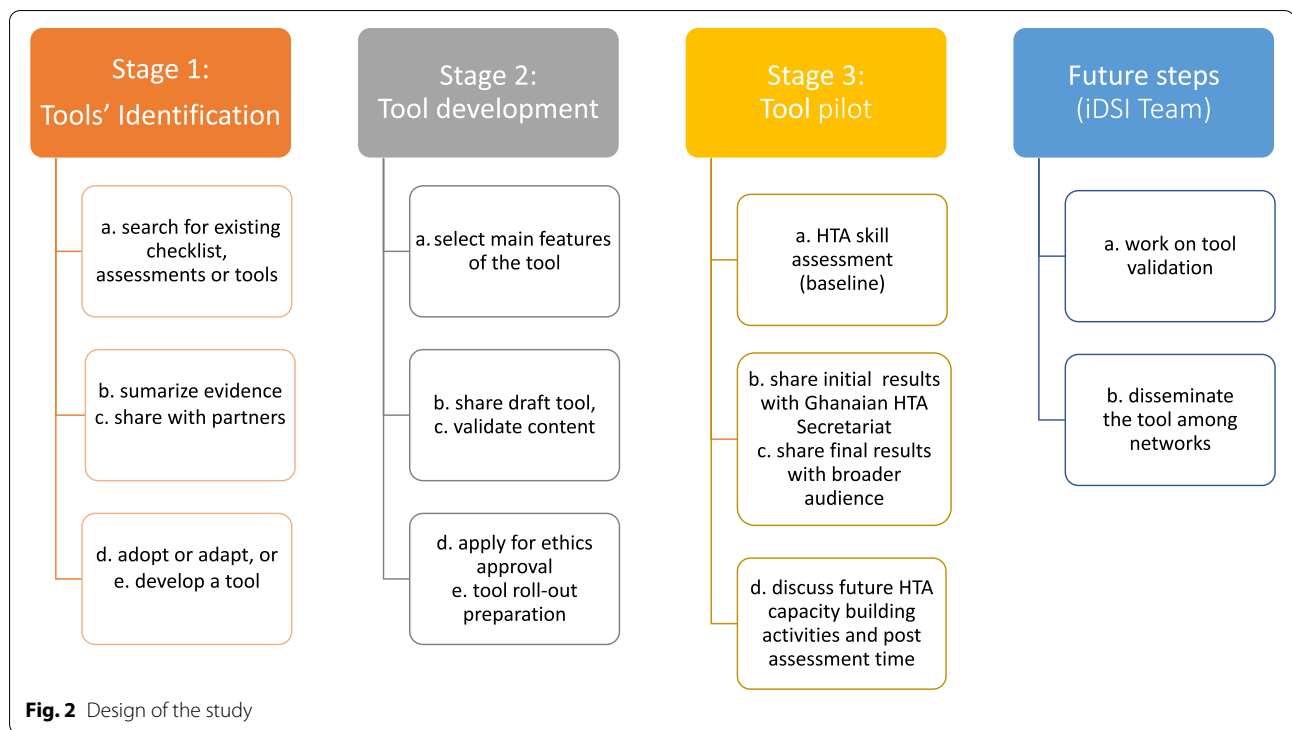 Stage 1:
Tools’ Identification
a. search for existing
checklist,
assessments or tools
b. sumarize evidence
c. share with partners
d. adopt or adapt, or
e. develop a tool
Stage 2:
Tool development
a. select main features
of the tool
b. share draft tool,
c. validate content
d. apply for ethics
approval
e. tool roll-out
preparation
Stage 3:
Tool pilot
a. HTA skill
assessment
(baseline)
b. share initial results
with Ghanaian HTA
Secretariat
c. share final results
with broader
audience
d. discuss future HTA
capacity building
activities and post
assessment time
Future steps
(iDSI Team)
a. work on tool
validation
b. disseminate
the tool among
networks
Fig. 2 Design of the study